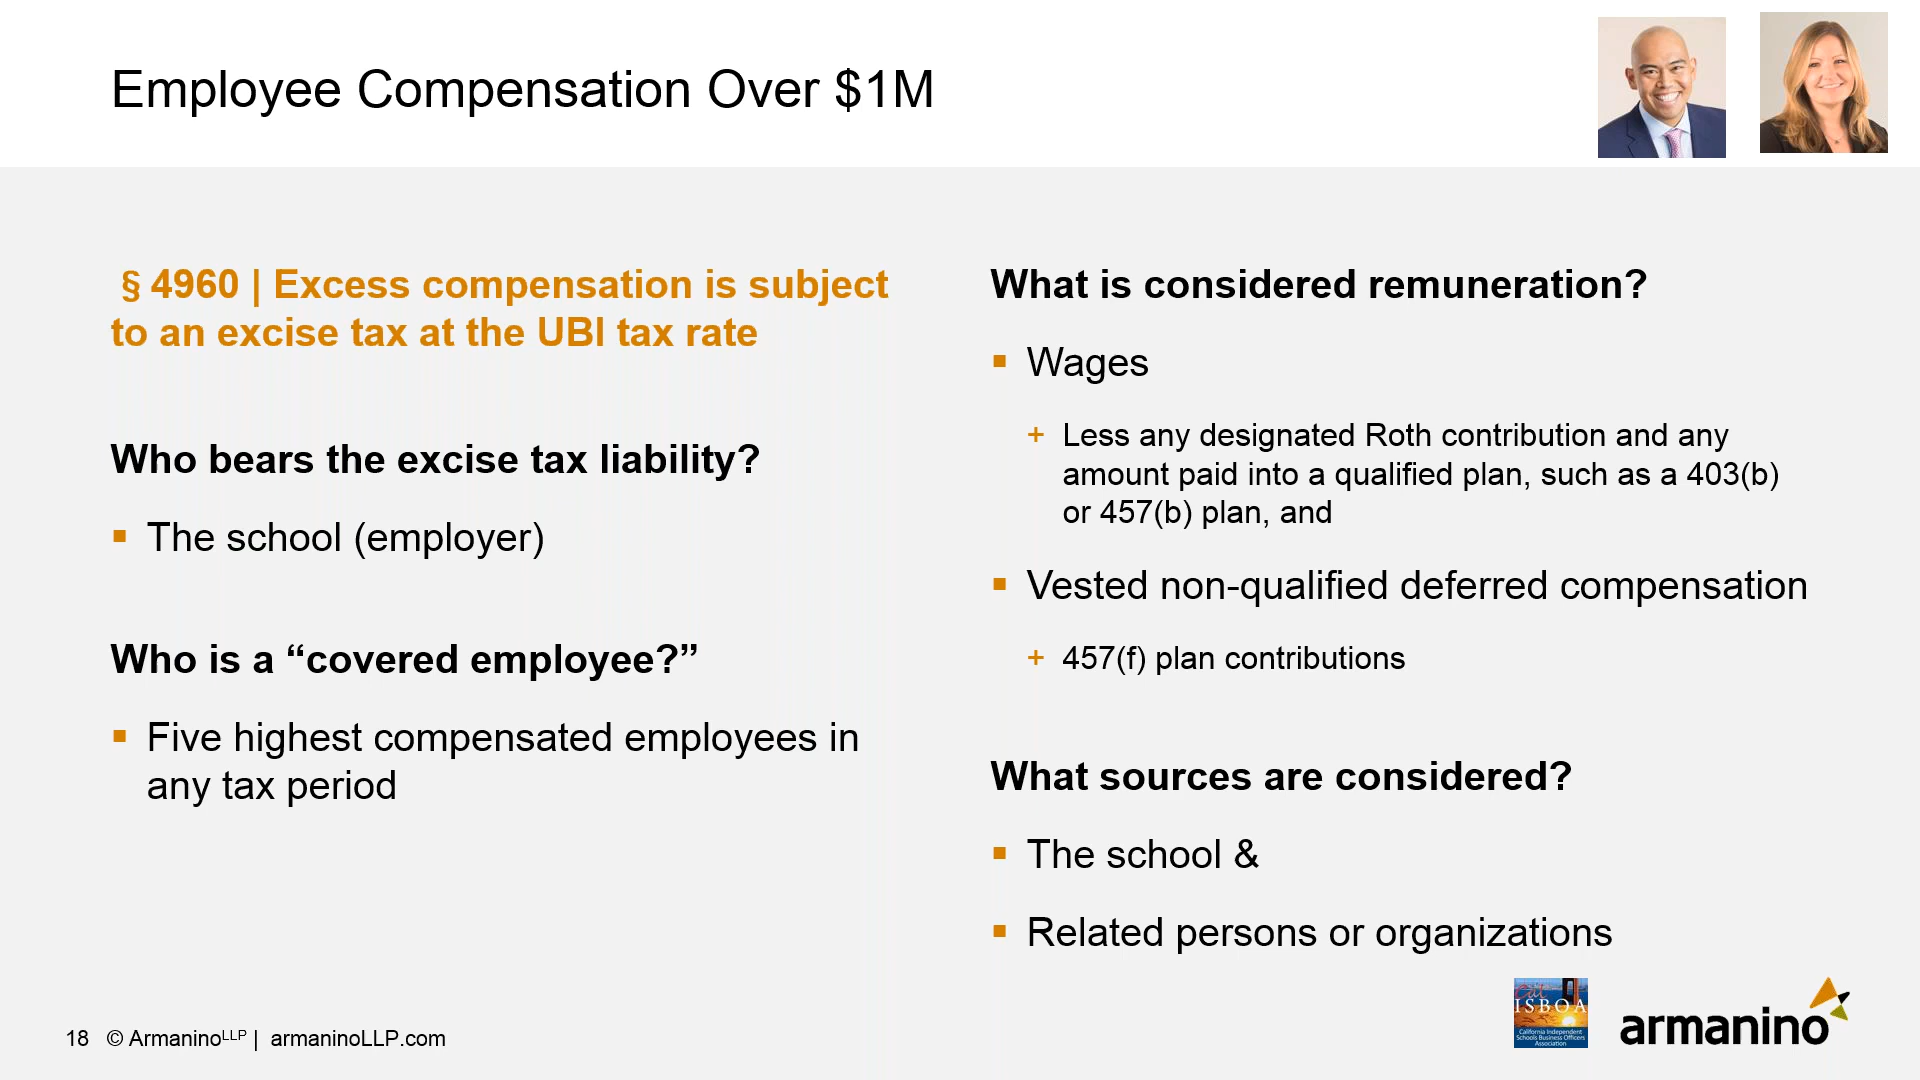 Employee Compensation Over $1M
§ 4960 | Excess compensation is subject
to an excise tax at the UBI tax rate
Who bears the excise tax liability?
▪ The school (employer)
Who is a “covered employee?”
▪ Five highest compensated employees in
any tax period
What is considered remuneration?
▪ Wages
+ Less any designated Roth contribution and any
amount paid into a qualified plan, such as a 403(b)
or 457(b) plan, and
▪ Vested non-qualified deferred compensation
+ 457(f) plan contributions
What sources are considered?
▪ The school &
▪ Related persons or organizations
18 © ArmaninoLLP | armaninoLLP.com
Cal
ISBOA
California Independent
Schools Business Officers
Association
armanino